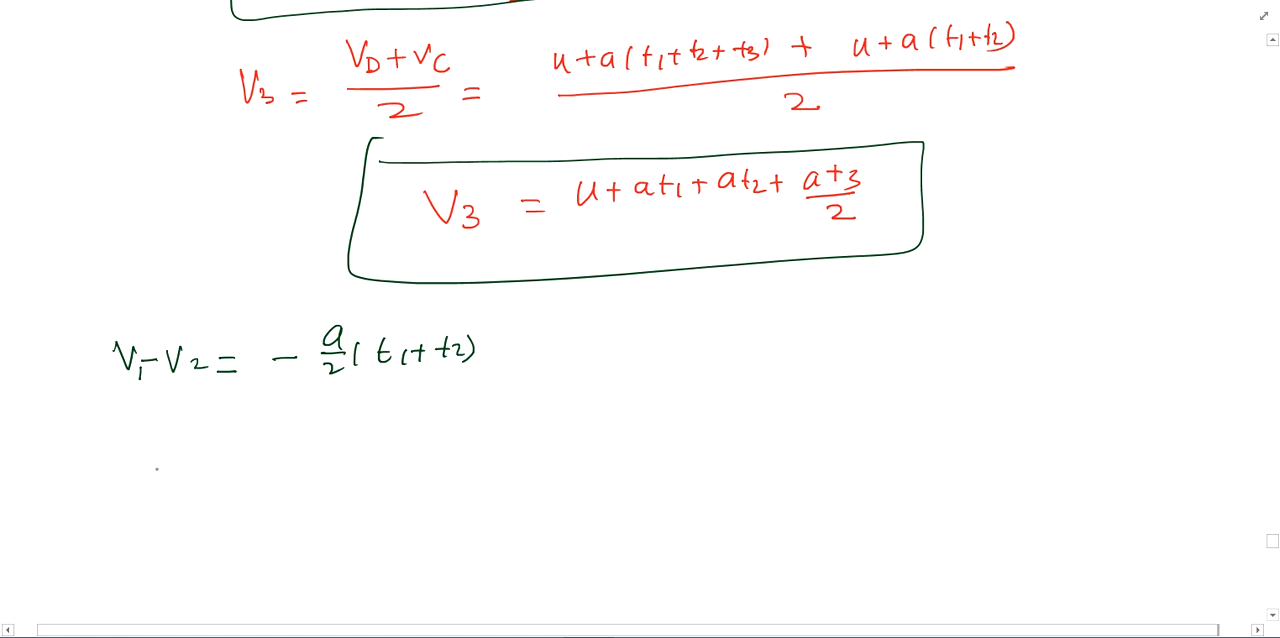 V3 = (VD + VC)/2 = (u + a(t1 + t2 + t3) + u + a(t1 + t2))/2
V3 = u + at1 + at2 + at3/2
V1 - V2 = - a/2 (t1 + t2)